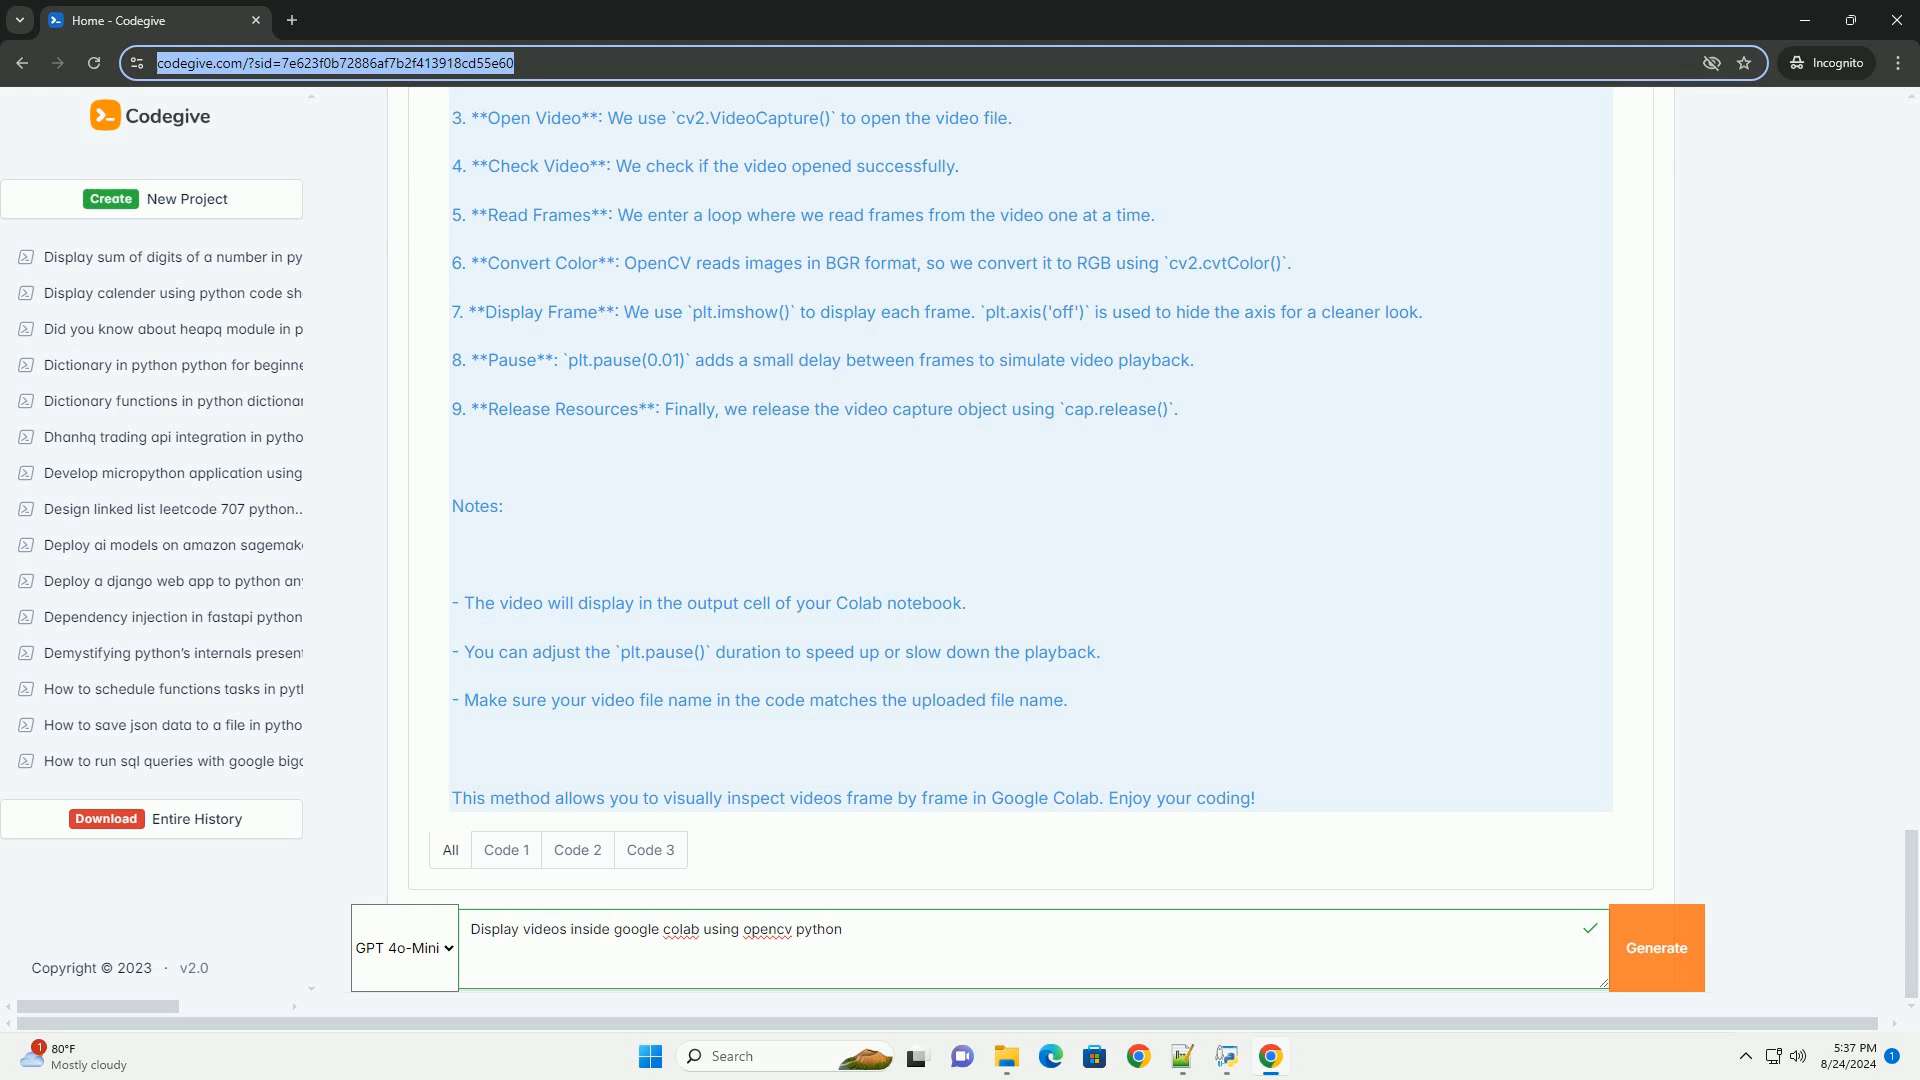 Home - Codegive
codegive.com/?sid=7e623f0b72886af7b2f413918cd55e60
Incognito
Codegive
Create New Project
Display sum of digits of a number in py
Display calender using python code sh
Did you know about heapq module in p
Dictionary in python python for beginne
Dictionary functions in python dictionar
Dhanhq trading api integration in pytho
Develop micropython application using
Design linked list leetcode 707 python..
Deploy ai models on amazon sagemak
Deploy a django web app to python an
Dependency injection in fastapi python
Demystifying python's internals present
How to schedule functions tasks in pyt
How to save json data to a file in pytho
How to run sql queries with google big
Download Entire History
Copyright © 2023 · v2.0
3. **Open Video**: We use `cv2.VideoCapture()` to open the video file.
4. **Check Video**: We check if the video opened successfully.
5. **Read Frames**: We enter a loop where we read frames from the video one at a time.
6. **Convert Color**: OpenCV reads images in BGR format, so we convert it to RGB using `cv2.cvtColor()`.
7. **Display Frame**: We use `plt.imshow()` to display each frame. `plt.axis('off')` is used to hide the axis for a cleaner look.
8. **Pause**: `plt.pause(0.01)` adds a small delay between frames to simulate video playback.
9. **Release Resources**: Finally, we release the video capture object using `cap.release()`.
Notes:
- The video will display in the output cell of your Colab notebook.
- You can adjust the `plt.pause()` duration to speed up or slow down the playback.
- Make sure your video file name in the code matches the uploaded file name.
This method allows you to visually inspect videos frame by frame in Google Colab. Enjoy your coding!
All Code 1 Code 2 Code 3
GPT 4o-Mini
Display videos inside google colab using opencv python
Generate
1
80°F
Mostly cloudy
Search
5:37 PM
8/24/2024
1